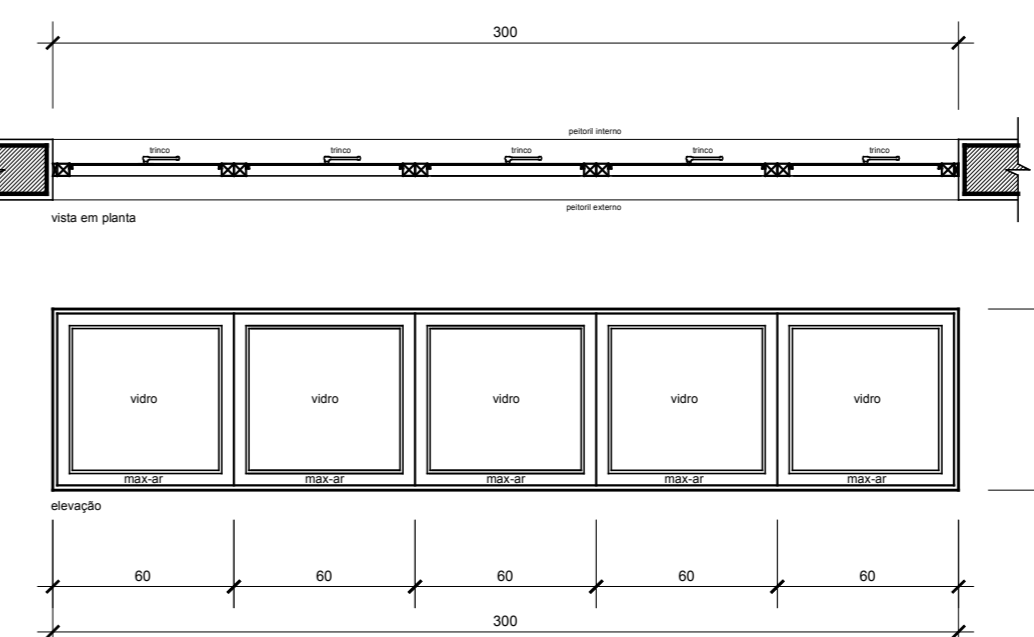 300
peitoril interno
trinco trinco trinco trinco trinco
peitoril externo
vista em planta
vidro vidro vidro vidro vidro
max-ar max-ar max-ar max-ar max-ar
elevação
60 60 60 60 60
300